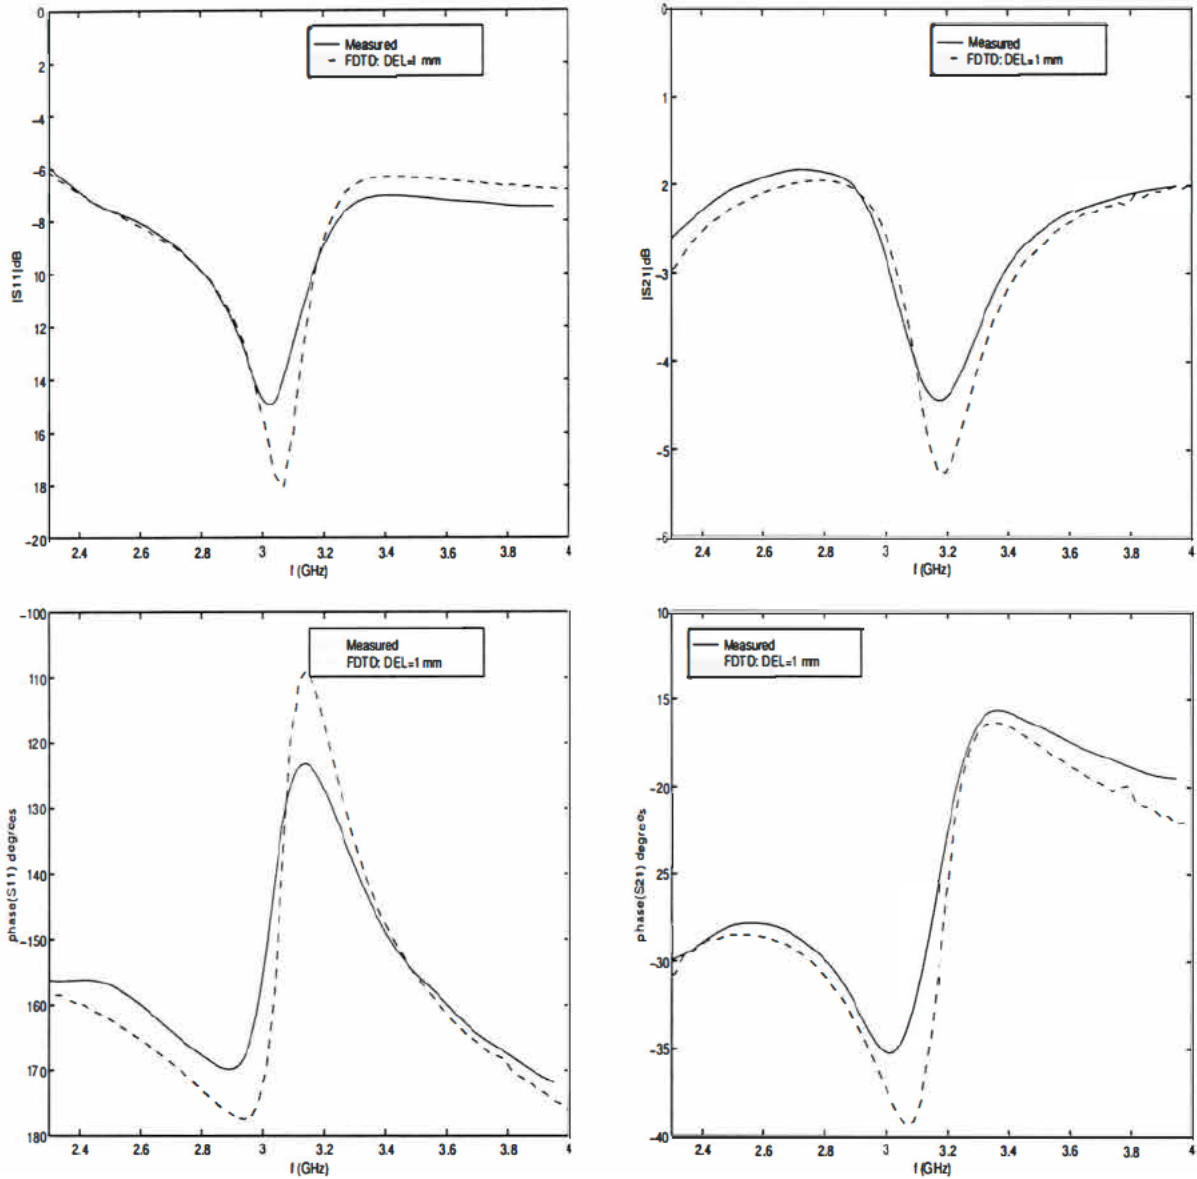 0
2
-4
-6
-8
10
12
14
16
18
-20
|S11|dB
2.4 2.6 2.8 3 3.2 3.4 3.6 3.8 4
f (GHz)
Measured
FDTD: DEL=1 mm
0
1
2
-3
-4
-5
-6
|S21|dB
2.4 2.6 2.8 3 3.2 3.4 3.6 3.8 4
f (GHz)
Measured
FDTD: DEL=1 mm
-100
110
120
130
140
-150
160
170
180
phase(S11) degrees
2.4 2.6 2.8 3 3.2 3.4 3.6 3.8 4
f (GHz)
Measured
FDTD: DEL=1 mm
10
15
-20
25
-30
-35
-40
phase(S21) degrees
2.4 2.6 2.8 3 3.2 3.4 3.6 3.8 4
f (GHz)
Measured
FDTD: DEL=1 mm